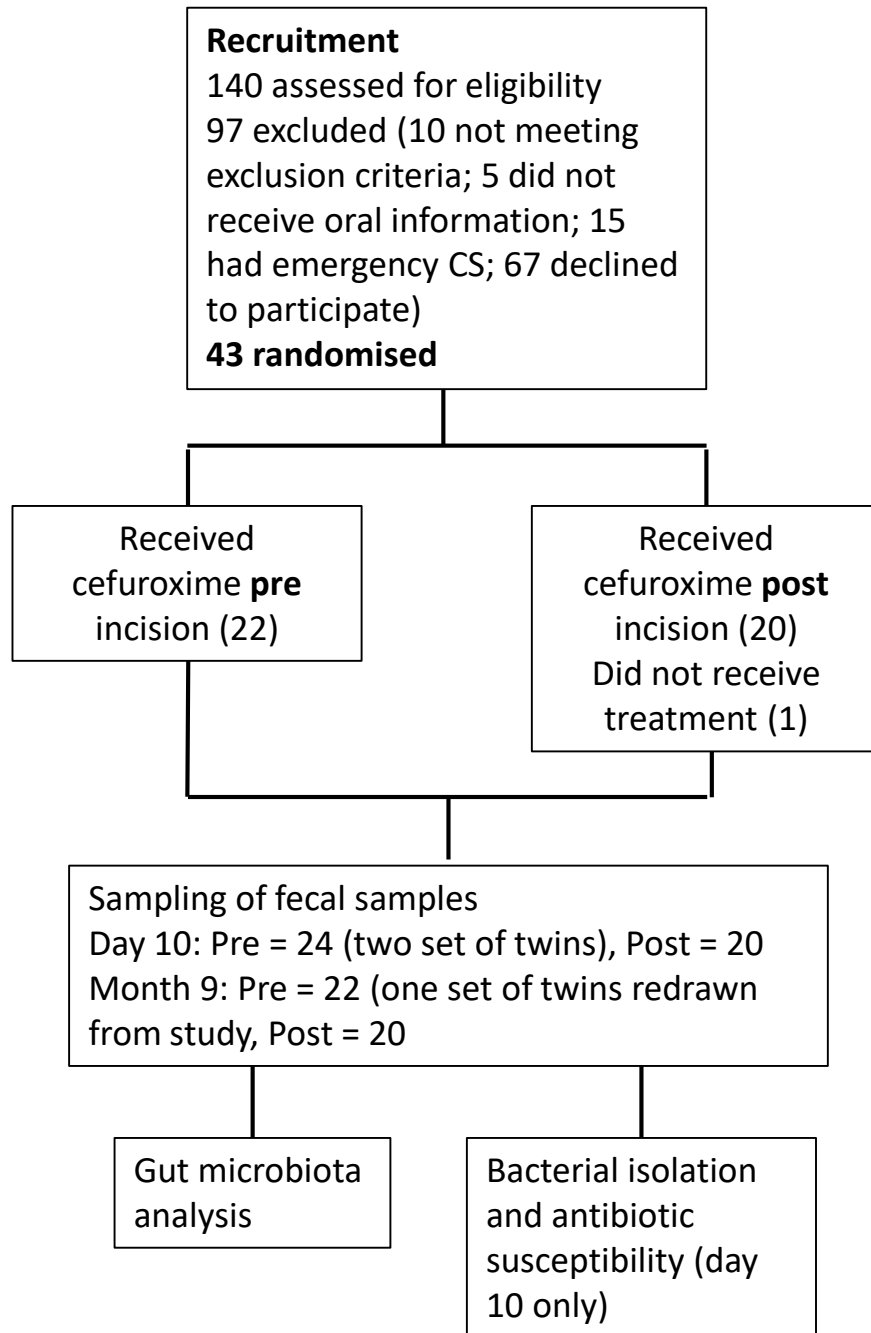 Recruitment
140 assessed for eligibility
97 excluded (10 not meeting
exclusion criteria; 5 did not
receive oral information; 15
had emergency CS; 67 declined
to participate)
43 randomised
Received
cefuroxime pre
incision (22)
Received
cefuroxime post
incision (20)
Did not receive
treatment (1)
Sampling of fecal samples
Day 10: Pre = 24 (two set of twins), Post = 20
Month 9: Pre = 22 (one set of twins redrawn
from study, Post = 20
Gut microbiota
analysis
Bacterial isolation
and antibiotic
susceptibility (day
10 only)